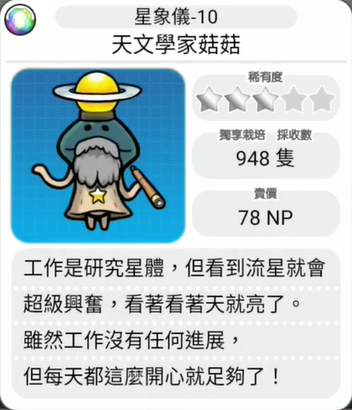 星象儀-10
天文學家菇菇
稀有度
獨享栽培 採收數
948 隻
賣價
78 NP
工作是研究星體，但看到流星就會
超級興奮，看著看著天就亮了。
雖然工作沒有任何進展，
但每天都這麼開心就足夠了！